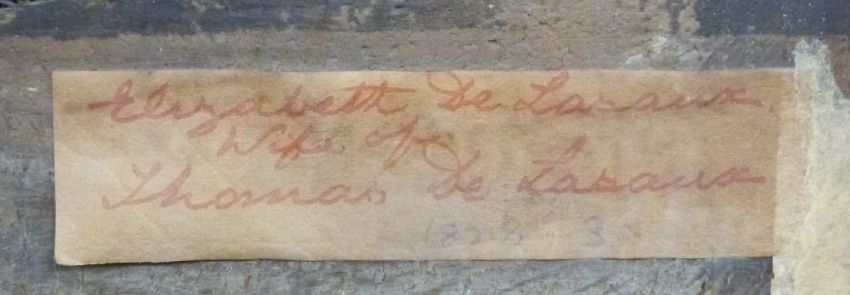 Elizabeth De Lazaux
Wife of
Thomas De Lazaux